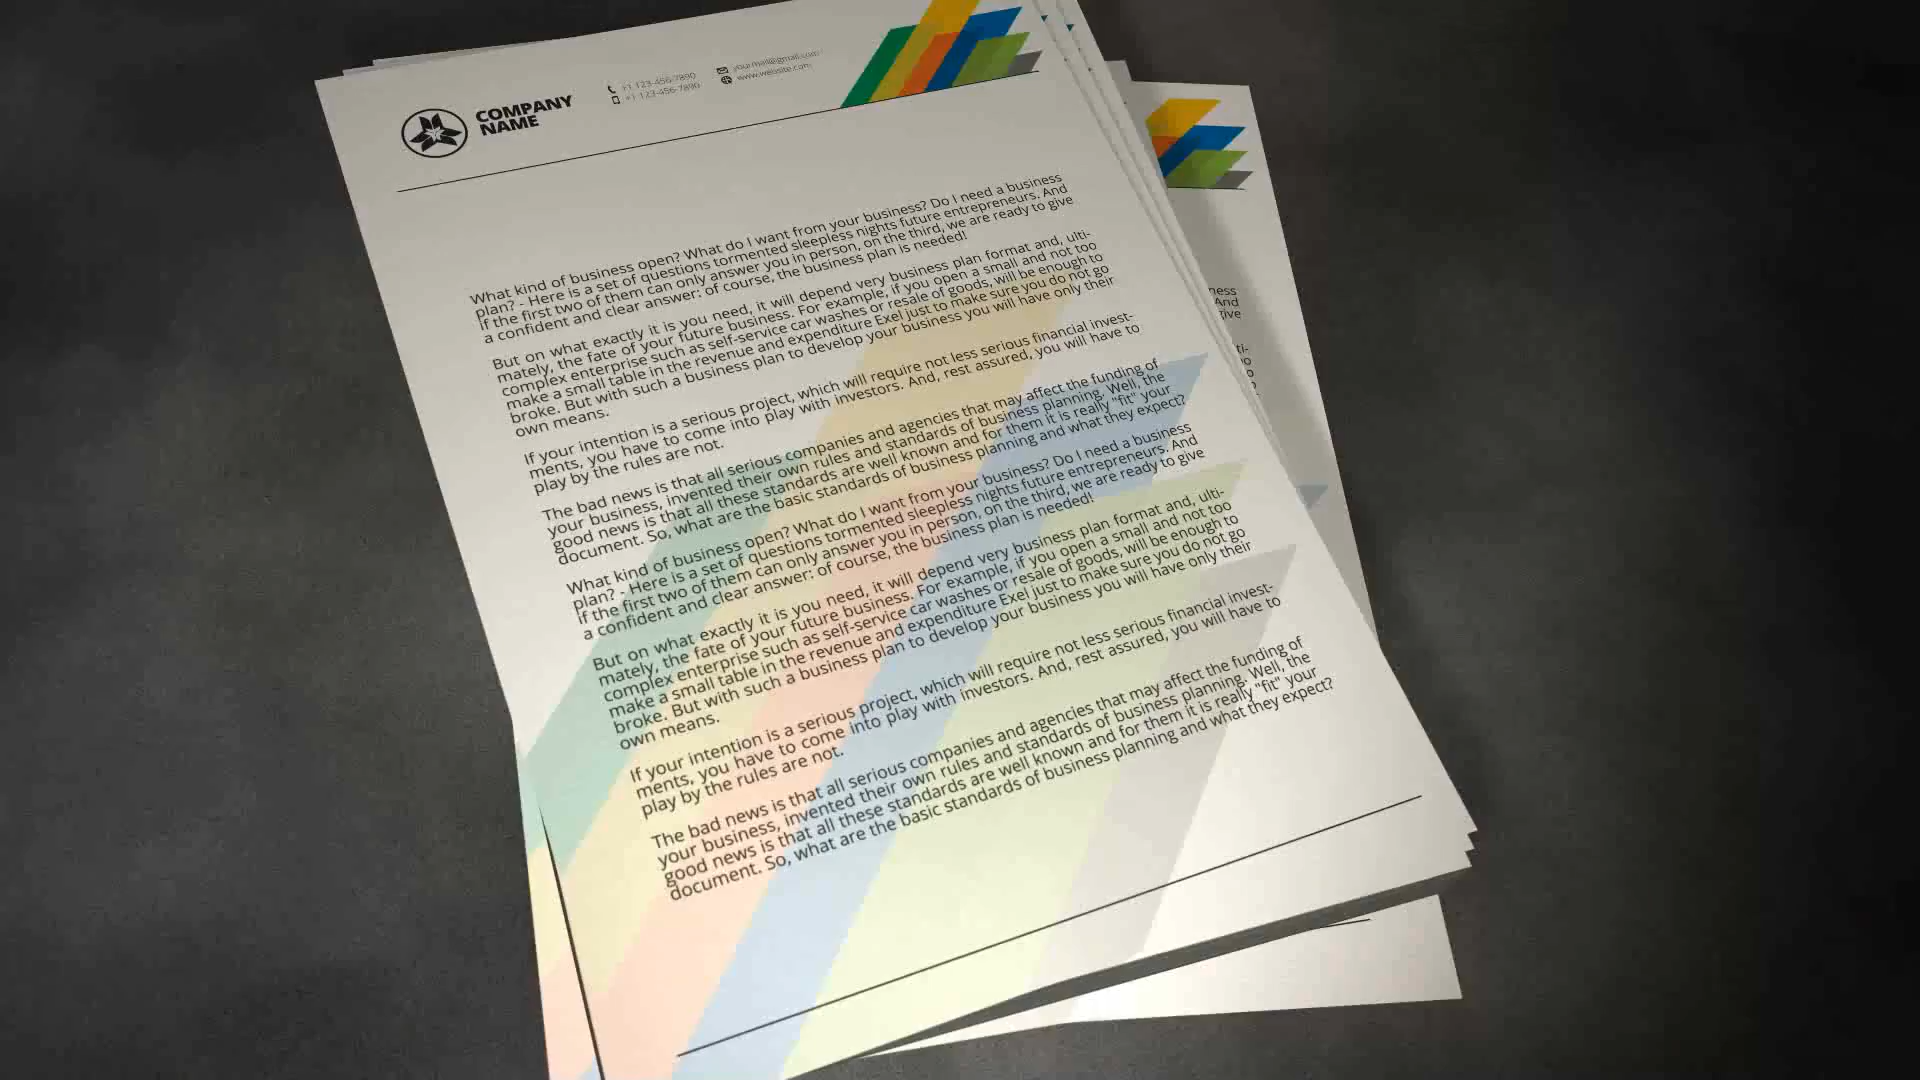 COMPANY
NAME
+1 123-456-7890
+1 123-456-7890
yourmail@gmail.com
www.website.com
What kind of business open? What do I want from your business? Do I need a business
plan? - Here is a set of questions tormented sleepless nights future entrepreneurs. And
if the first two of them can only answer you in person, on the third, we are ready to give
a confident and clear answer: of course, the business plan is needed!
But on what exactly it is you need, it will depend very business plan format and, ulti-
mately, the fate of your future business. For example, if you open a small and not too
complex enterprise such as self-service car washes or resale of goods, will be enough to
make a small table in the revenue and expenditure Exel just to make sure you do not go
broke. But with such a business plan to develop your business you will have only their
own means.
If your intention is a serious project, which will require not less serious financial invest-
ments, you have to come into play with investors. And, rest assured, you will have to
play by the rules are not.
The bad news is that all serious companies and agencies that may affect the funding of
your business, invented their own rules and standards of business planning. Well, the
good news is that all these standards are well known and for them it is really "fit" your
document. So, what are the basic standards of business planning and what they expect?
What kind of business open? What do I want from your business? Do I need a business
plan? - Here is a set of questions tormented sleepless nights future entrepreneurs. And
if the first two of them can only answer you in person, on the third, we are ready to give
a confident and clear answer: of course, the business plan is needed!
But on what exactly it is you need, it will depend very business plan format and, ulti-
mately, the fate of your future business. For example, if you open a small and not too
complex enterprise such as self-service car washes or resale of goods, will be enough to
make a small table in the revenue and expenditure Exel just to make sure you do not go
broke. But with such a business plan to develop your business you will have only their
own means.
If your intention is a serious project, which will require not less serious financial invest-
ments, you have to come into play with investors. And, rest assured, you will have to
play by the rules are not.
The bad news is that all serious companies and agencies that may affect the funding of
your business, invented their own rules and standards of business planning. Well, the
good news is that all these standards are well known and for them it is really "fit" your
document. So, what are the basic standards of business planning and what they expect?